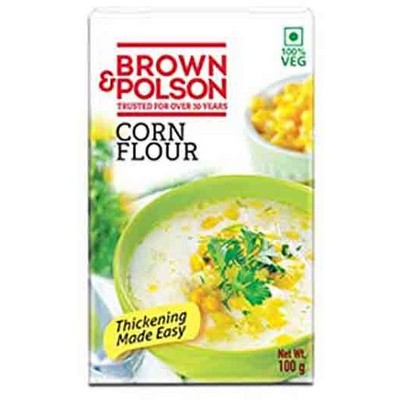 100%
VEG
BROWN
& POLSON
TRUSTED FOR OVER 30 YEARS
CORN
FLOUR
Thickening
Made Easy
Net Wt.
100 g